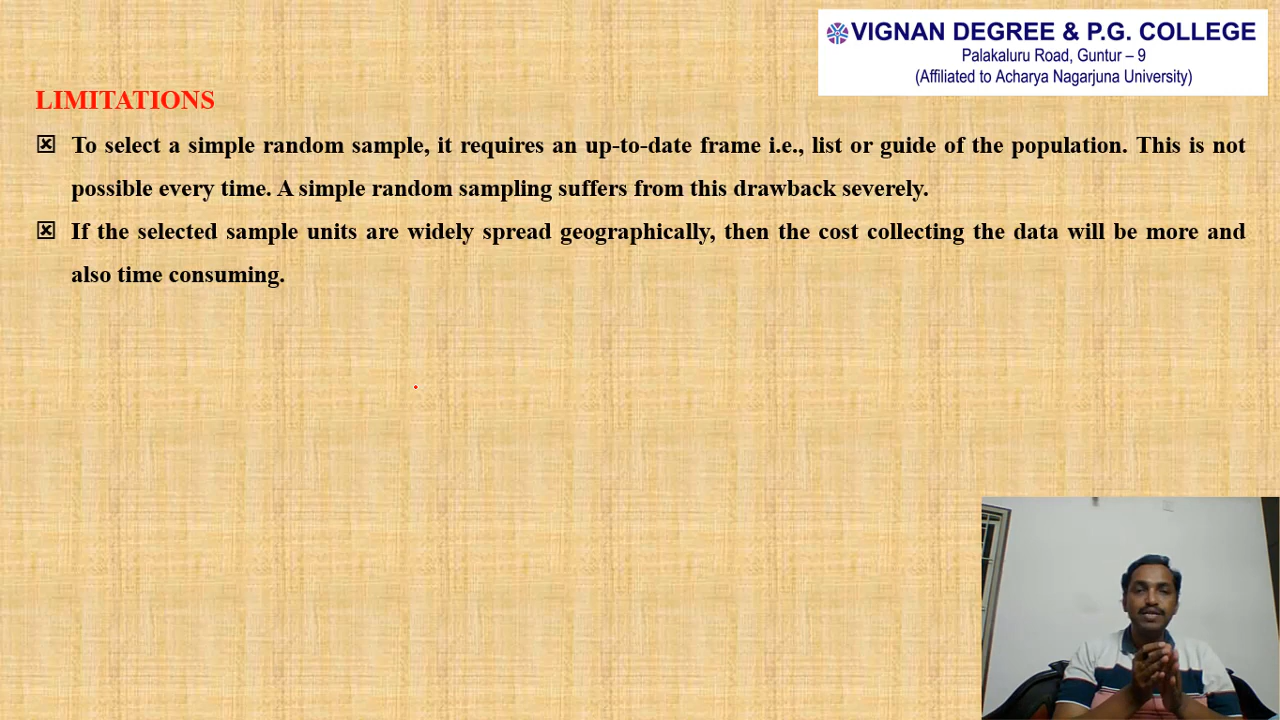 VIGNAN DEGREE & P.G. COLLEGE
Palakaluru Road, Guntur – 9
(Affiliated to Acharya Nagarjuna University)
LIMITATIONS
To select a simple random sample, it requires an up-to-date frame i.e., list or guide of the population. This is not
possible every time. A simple random sampling suffers from this drawback severely.
If the selected sample units are widely spread geographically, then the cost collecting the data will be more and
also time consuming.